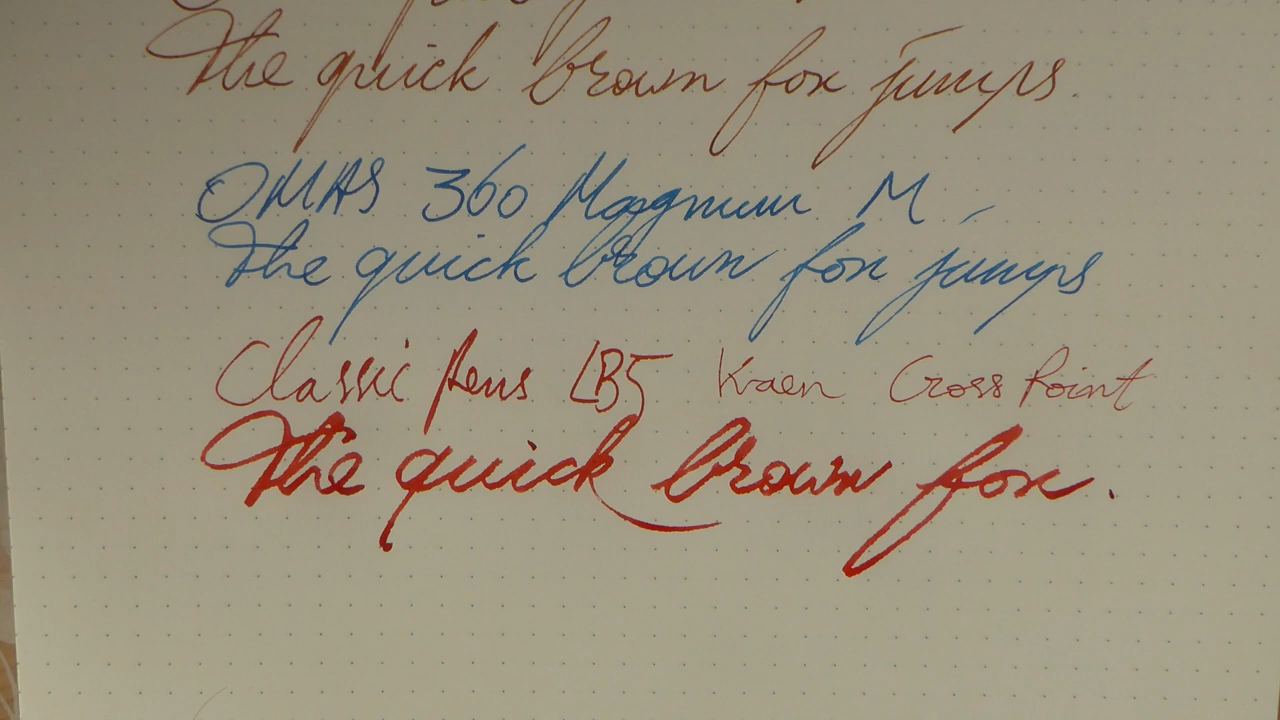 The quick brown fox jumps.
OMAS 360 Magnum M -
The quick brown fox jumps
Classic Pens LB5 Kraen Cross Point
The quick brown fox.